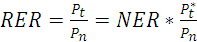 RER = P_t / P_n = NER * P_t^* / P_n